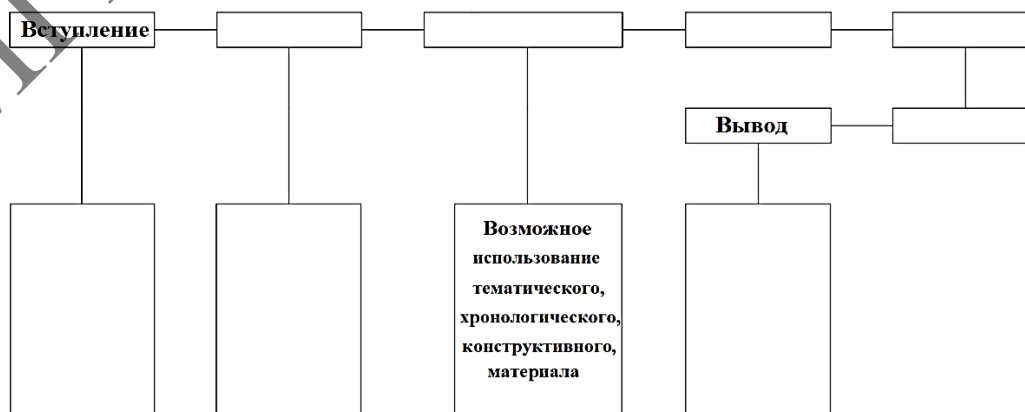 Вступление
Вывод
Возможное
использование
тематического,
хронологического,
конструктивного,
материала